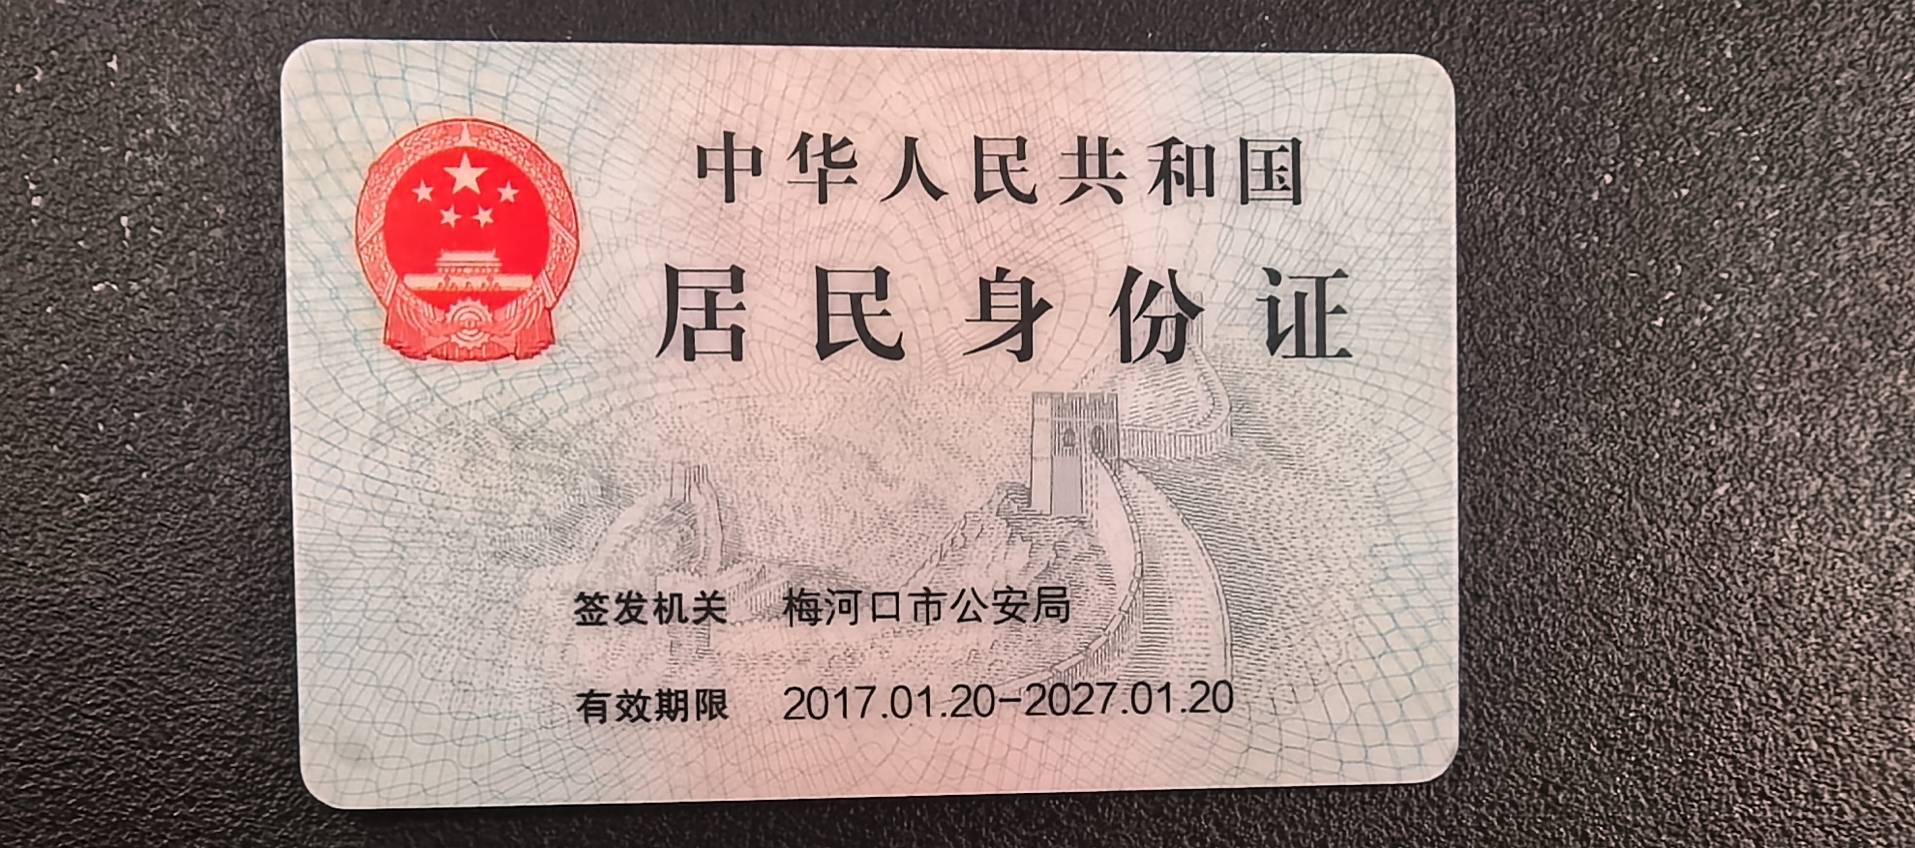 中华人民共和国
居民身份证
签发机关 梅河口市公安局
有效期限 2017.01.20-2027.01.20